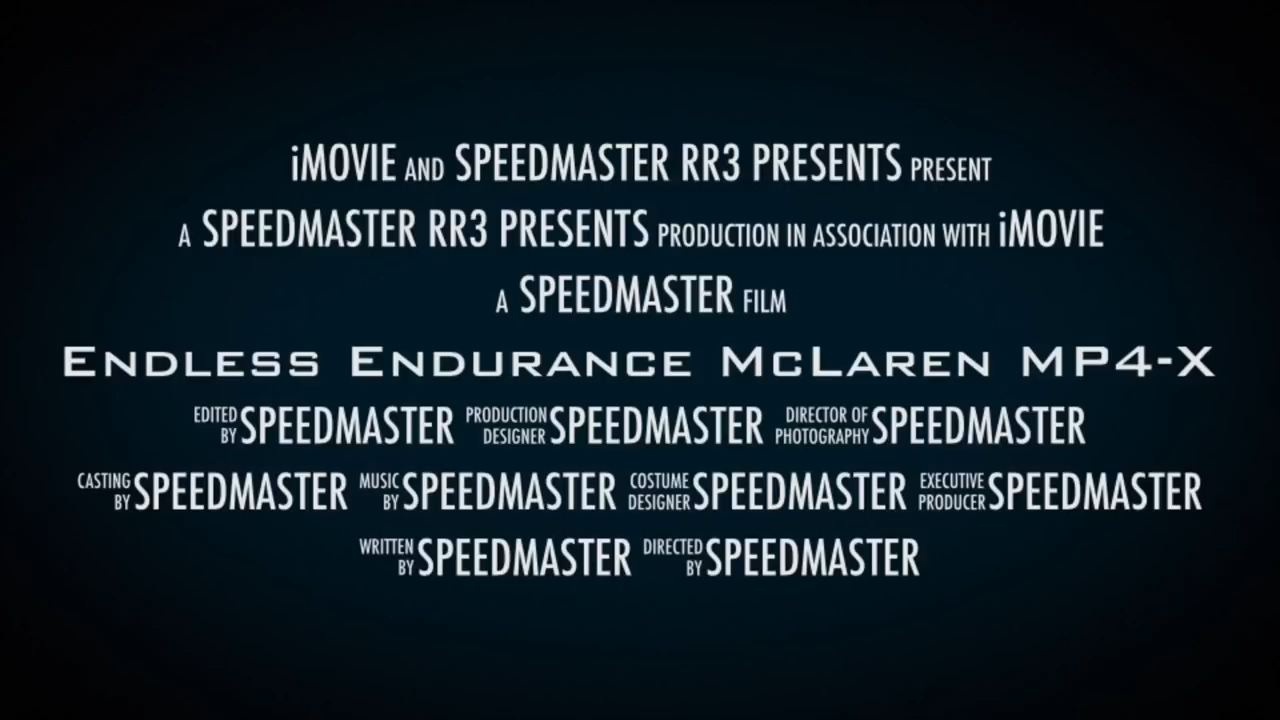 iMOVIE AND SPEEDMASTER RR3 PRESENTS PRESENT
A SPEEDMASTER RR3 PRESENTS PRODUCTION IN ASSOCIATION WITH iMOVIE
A SPEEDMASTER FILM
ENDLESS ENDURANCE MCLAREN MP4-X
EDITED BY SPEEDMASTER PRODUCTION DESIGNER SPEEDMASTER DIRECTOR OF PHOTOGRAPHY SPEEDMASTER
CASTING BY SPEEDMASTER MUSIC BY SPEEDMASTER COSTUME DESIGNER SPEEDMASTER EXECUTIVE PRODUCER SPEEDMASTER
WRITTEN BY SPEEDMASTER DIRECTED BY SPEEDMASTER